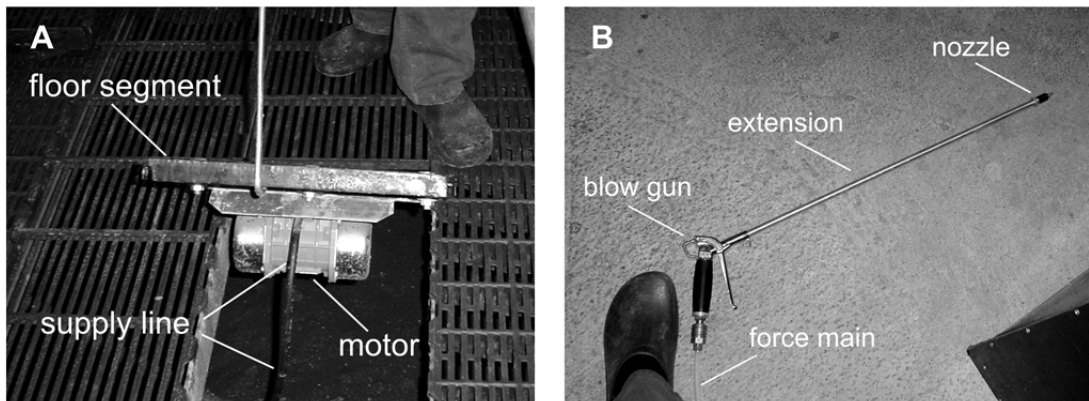 A
floor segment
supply line
motor
B
nozzle
extension
blow gun
force main